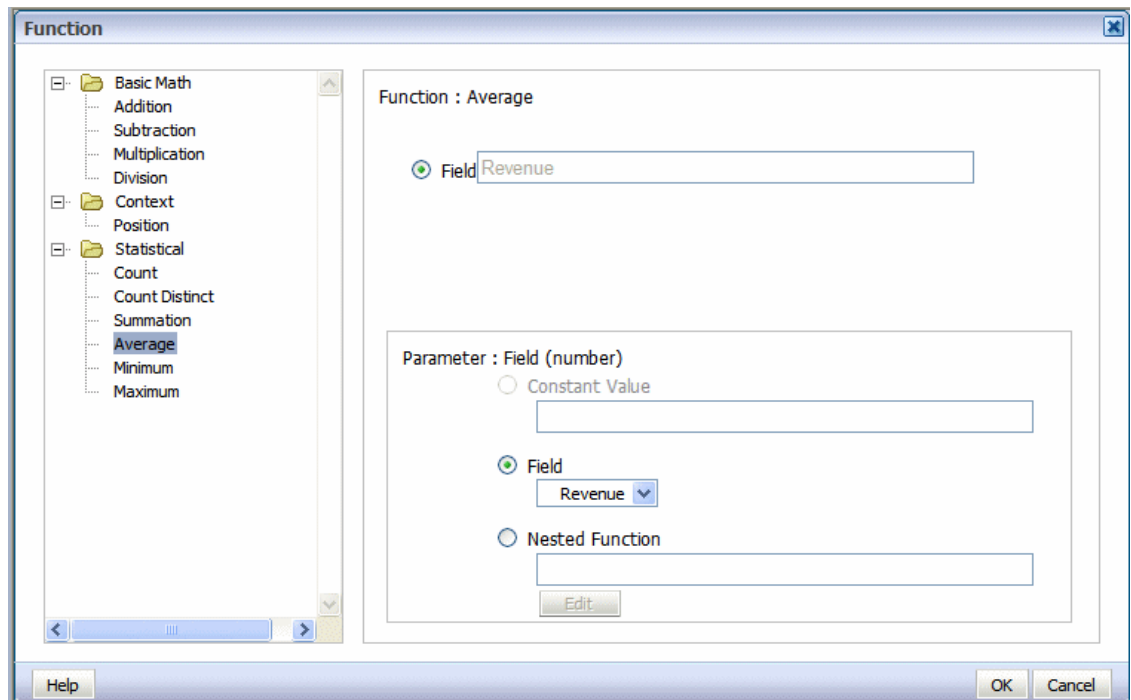 Function
Basic Math
Addition
Subtraction
Multiplication
Division
Context
Position
Statistical
Count
Count Distinct
Summation
Average
Minimum
Maximum
Function : Average
Field Revenue
Parameter : Field (number)
Constant Value
Field
Revenue
Nested Function
Edit
Help OK Cancel